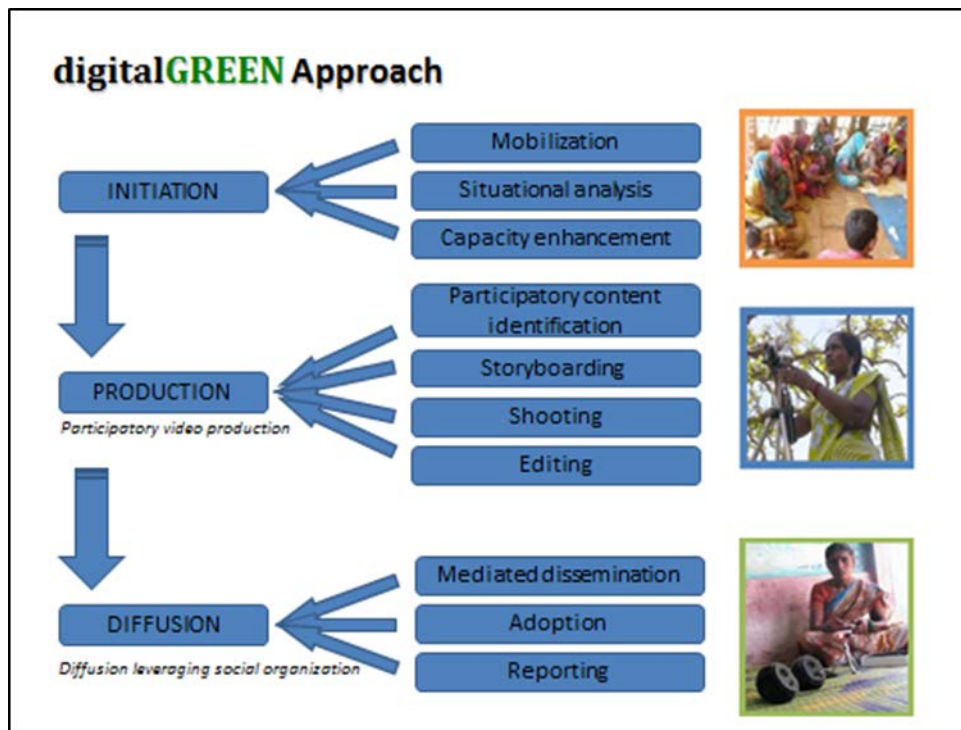 digitalGREEN Approach
INITIATION
Mobilization
Situational analysis
Capacity enhancement
PRODUCTION
Participatory video production
Participatory content
identification
Storyboarding
Shooting
Editing
DIFFUSION
Diffusion leveraging social organization
Mediated dissemination
Adoption
Reporting